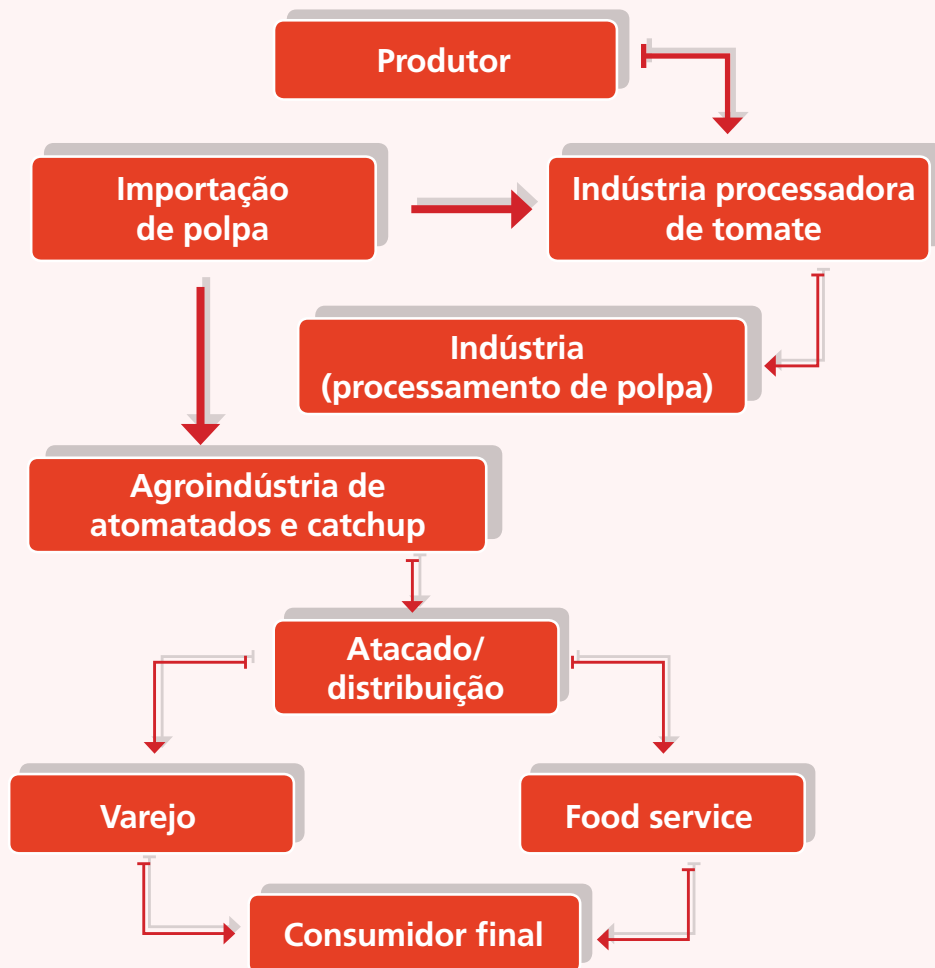 Produtor
Importação
de polpa
Indústria processadora
de tomate
Indústria
(processamento de polpa)
Agroindústria de
atomatados e catchup
Atacado/
distribuição
Varejo
Food service
Consumidor final